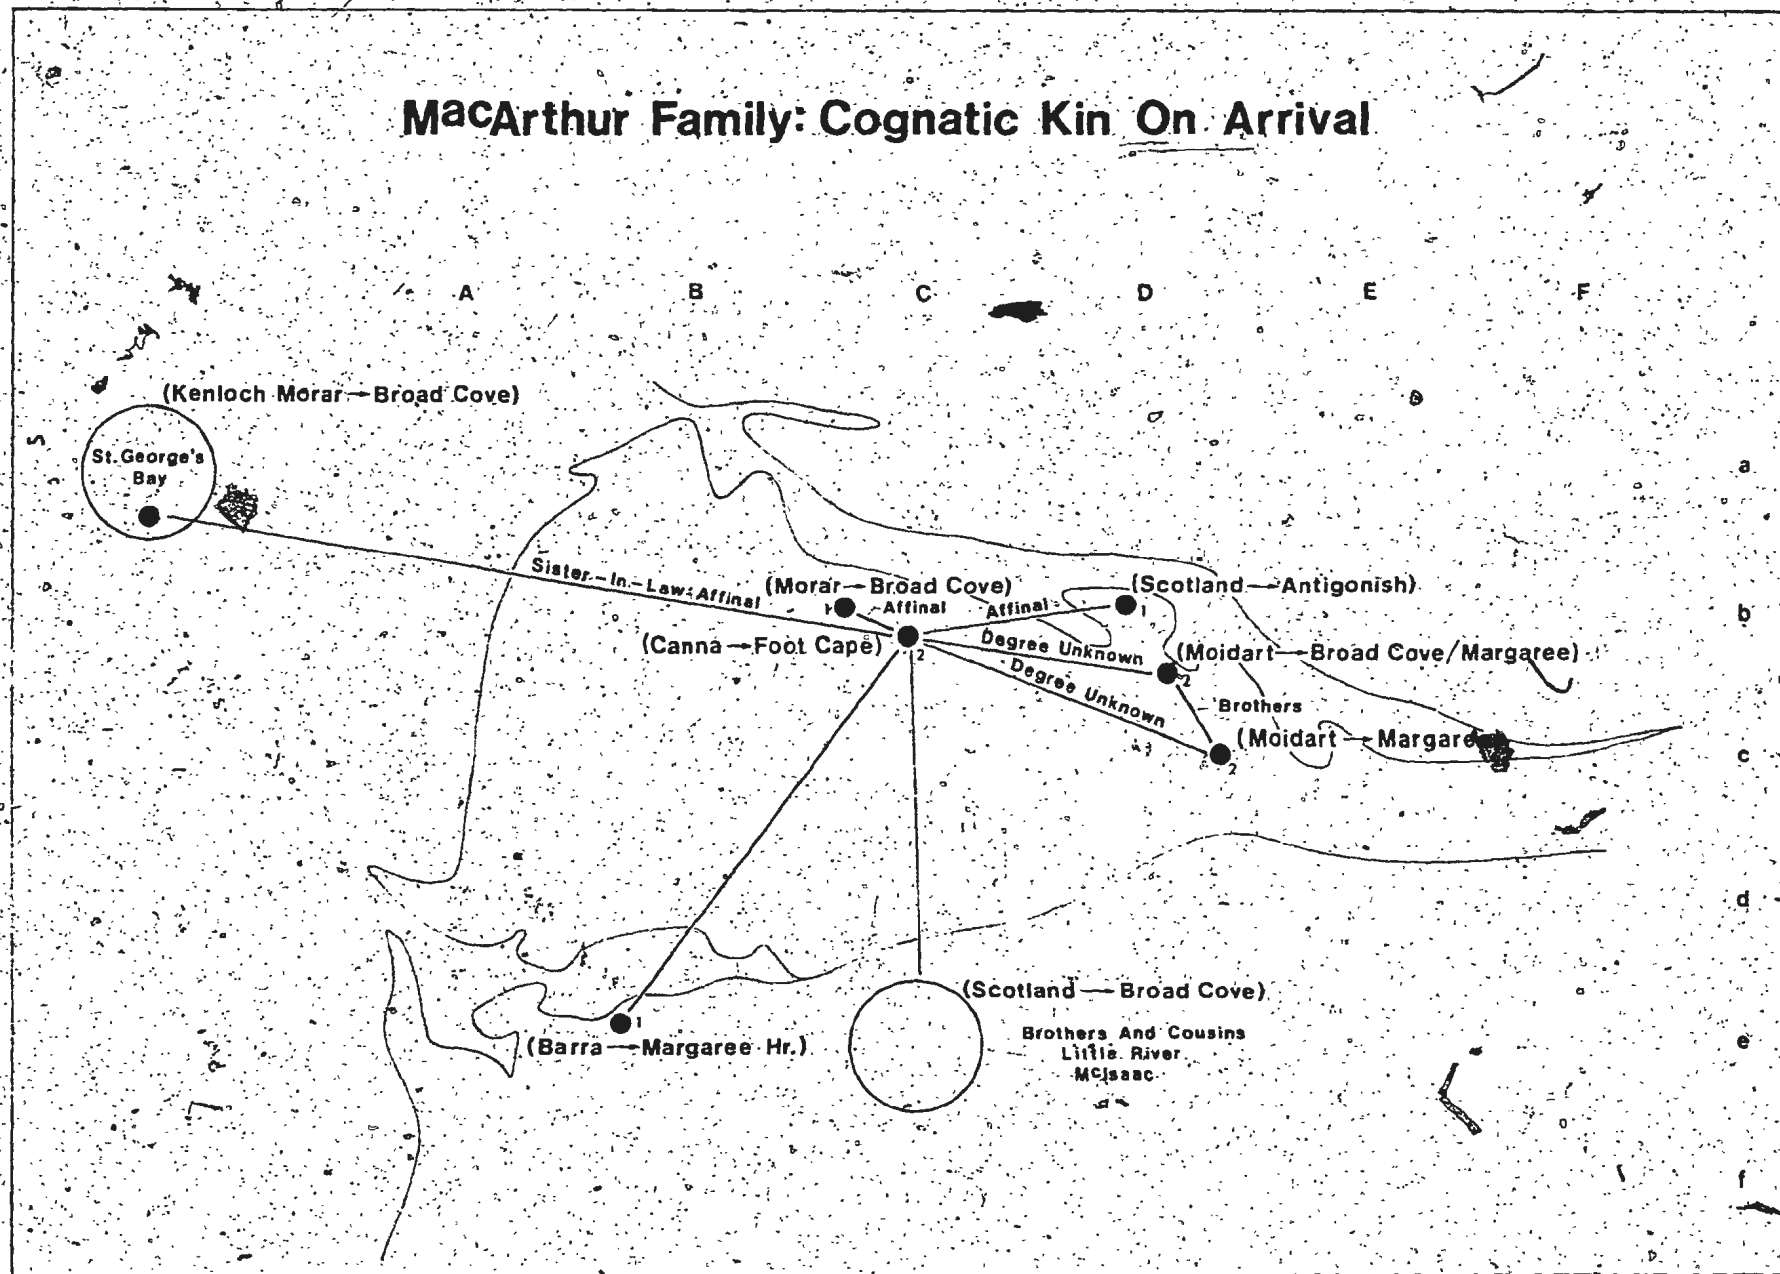 MacArthur Family: Cognatic Kin On Arrival
A B C D E F
(Kenloch Morar→Broad Cove)
St. George's
Bay
a
Sister-In-Law: Affinal
(Morar→Broad Cove)
(Scotland→Antigonish)
1
Affinal
Affinal
1
b
(Canna→Foot Cape)
2
Degree Unknown
(Moidart→Broad Cove/Margaree)
2
Degree Unknown
Brothers
(Moidart→Margaree
2
c
d
(Scotland→Broad Cove)
1
(Barra→Margaree Hr.)
Brothers And Cousins
Little River
McIsaac
e
f